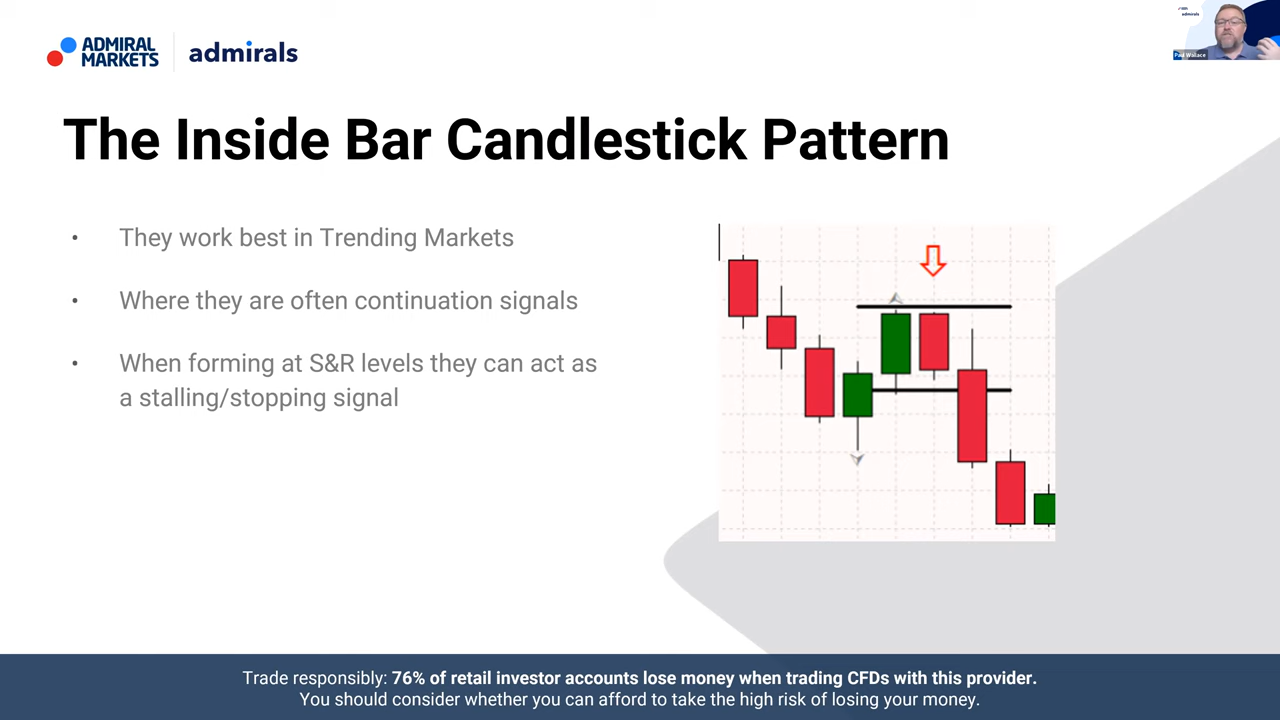 ADMIRAL
MARKETS
admirals
admirals
Paul Wallace
The Inside Bar Candlestick Pattern
• They work best in Trending Markets
• Where they are often continuation signals
• When forming at S&R levels they can act as
a stalling/stopping signal
Trade responsibly: 76% of retail investor accounts lose money when trading CFDs with this provider.
You should consider whether you can afford to take the high risk of losing your money.